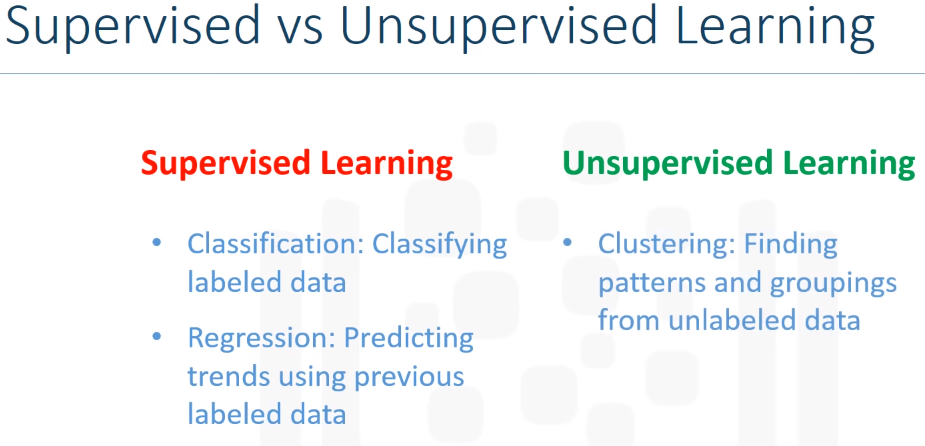 Supervised vs Unsupervised Learning
Supervised Learning
• Classification: Classifying
labeled data
• Regression: Predicting
trends using previous
labeled data
Unsupervised Learning
• Clustering: Finding
patterns and groupings
from unlabeled data